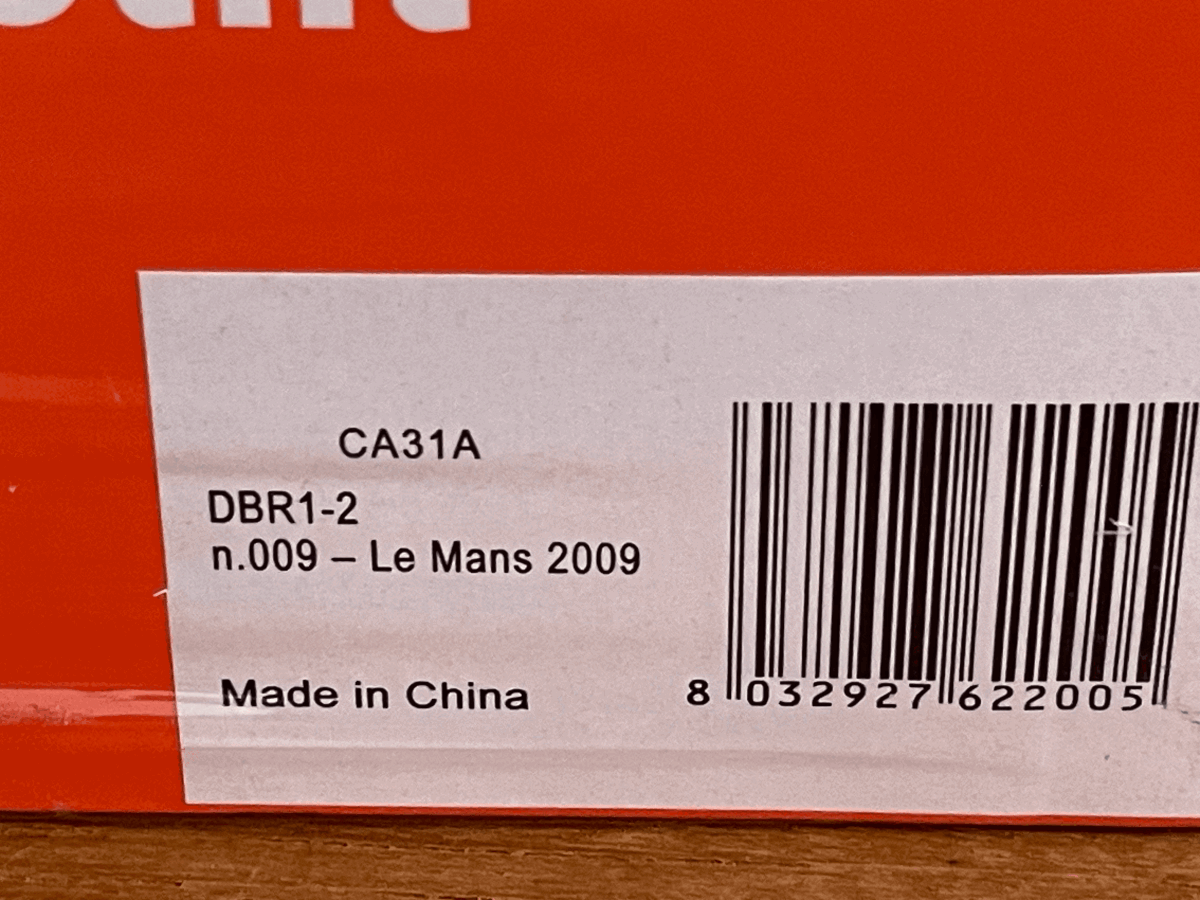 CA31A
DBR1-2
n.009 – Le Mans 2009
Made in China
8 032927 622005